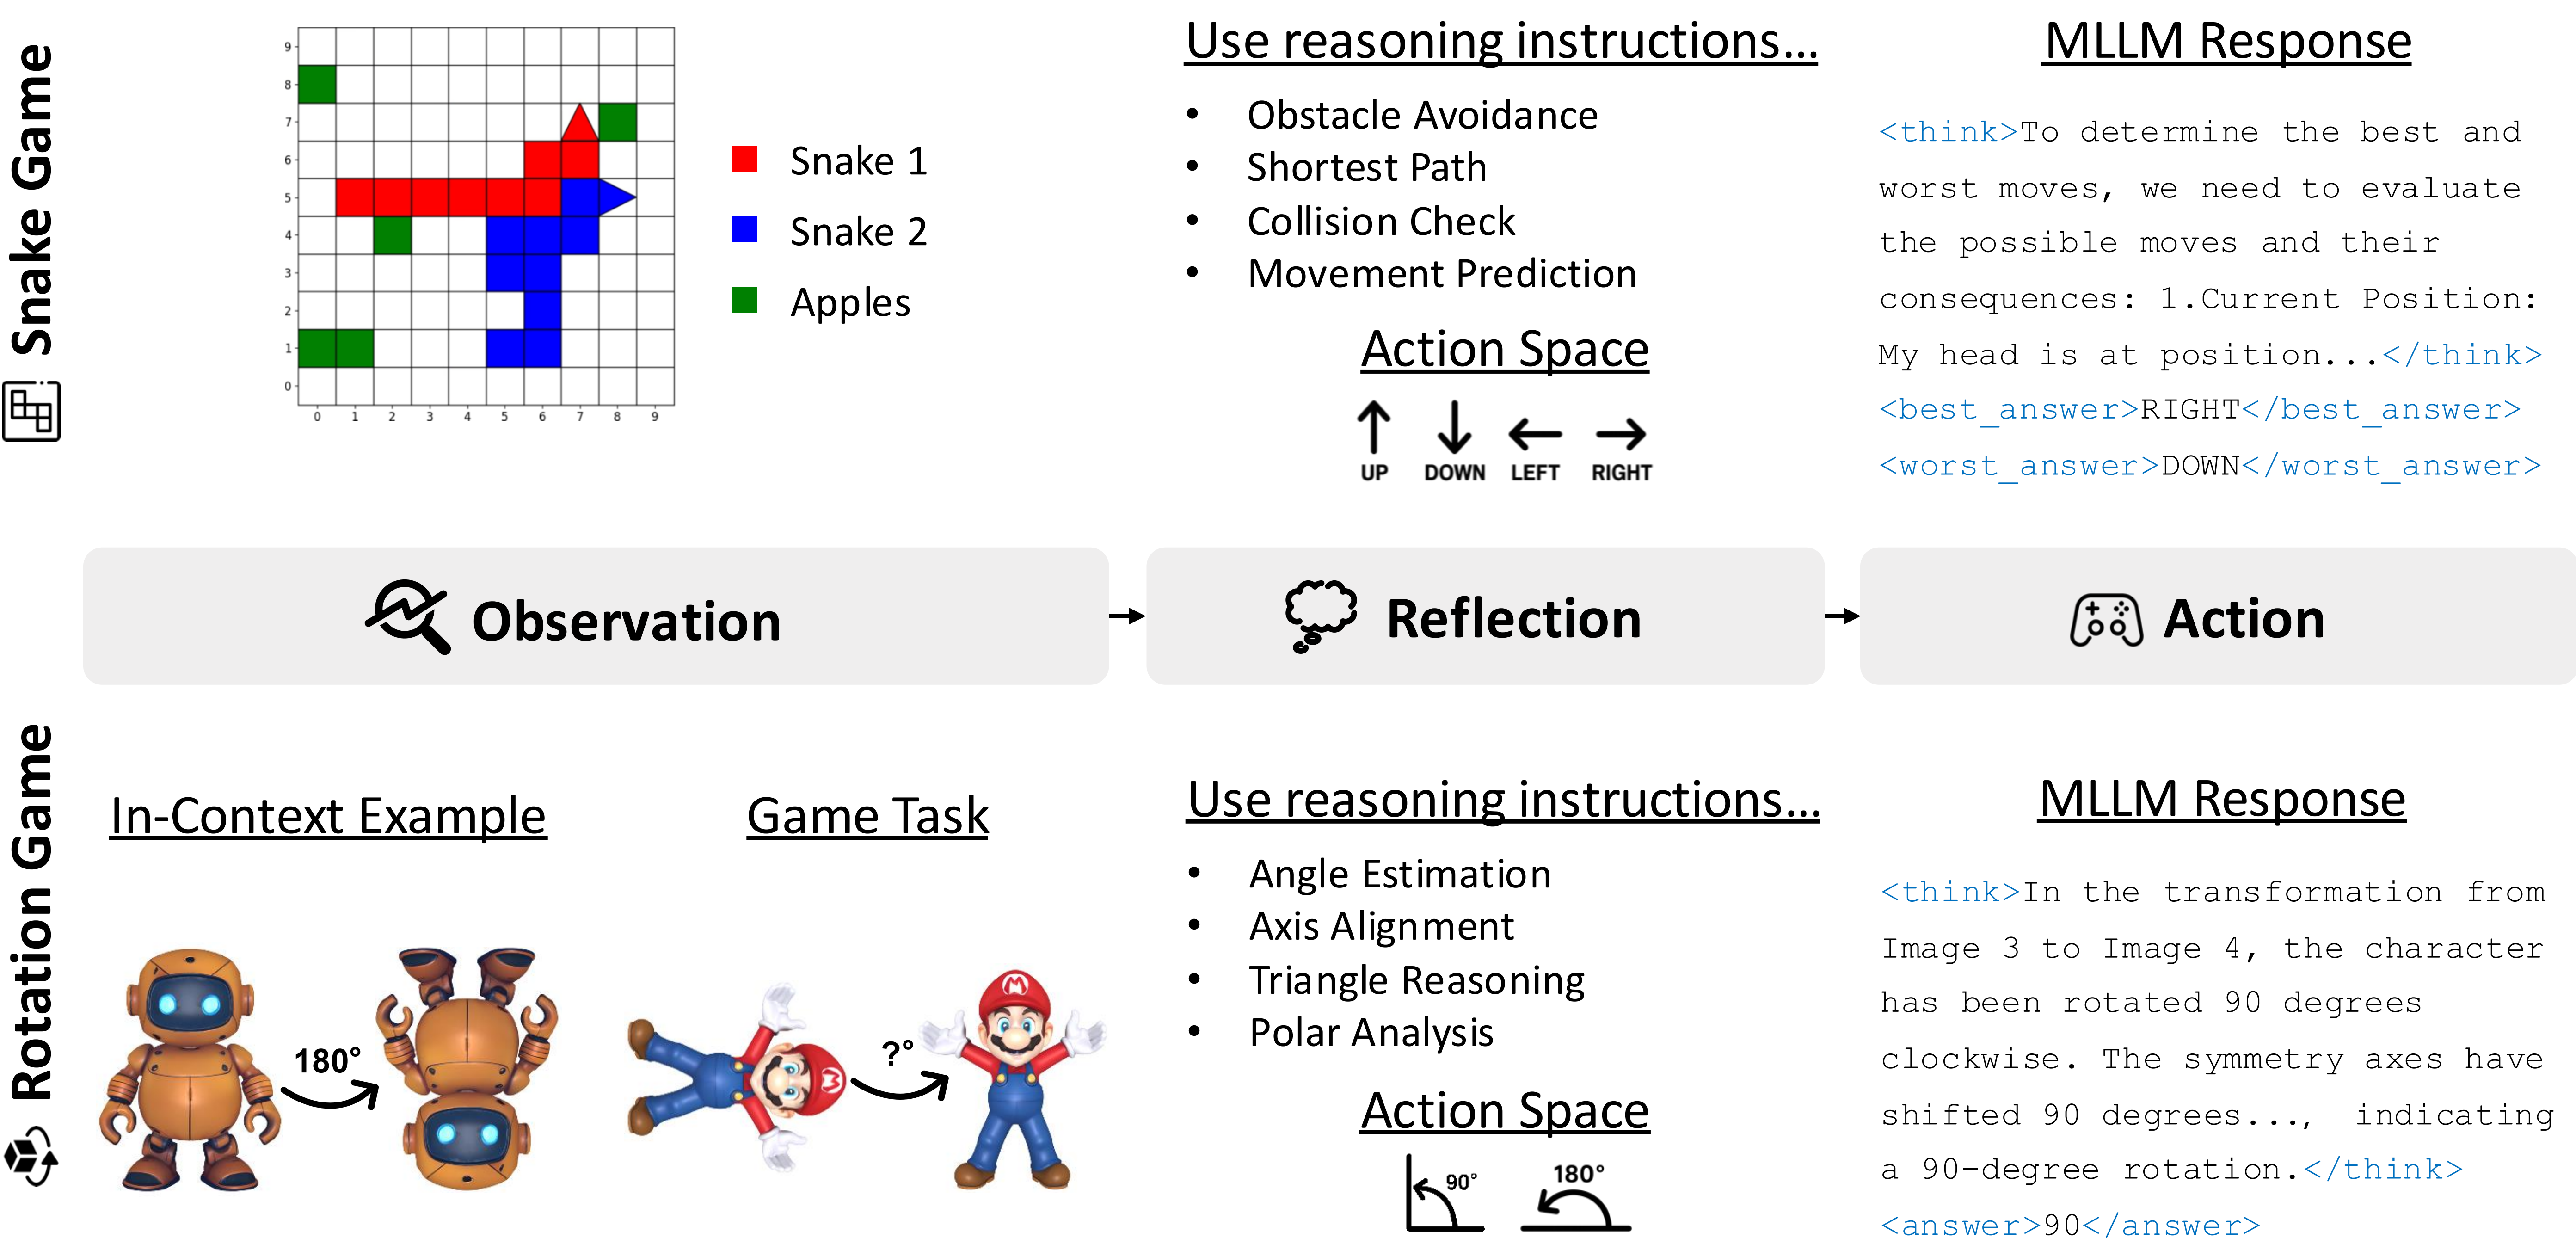 Snake Game
9
8
7
6
5
4
3
2
1
0
0 1 2 3 4 5 6 7 8 9
Snake 1
Snake 2
Apples
Use reasoning instructions...
• Obstacle Avoidance
• Shortest Path
• Collision Check
• Movement Prediction
Action Space
UP DOWN LEFT RIGHT
MLLM Response
<think>To determine the best and
worst moves, we need to evaluate
the possible moves and their
consequences: 1.Current Position:
My head is at position...</think>
<best_answer>RIGHT</best_answer>
<worst_answer>DOWN</worst_answer>
Observation
Reflection
Action
Rotation Game
In-Context Example
180°
Game Task
?°
M
M
Use reasoning instructions...
• Angle Estimation
• Axis Alignment
• Triangle Reasoning
• Polar Analysis
Action Space
90° 180°
MLLM Response
<think>In the transformation from
Image 3 to Image 4, the character
has been rotated 90 degrees
clockwise. The symmetry axes have
shifted 90 degrees..., indicating
a 90-degree rotation.</think>
<answer>90</answer>